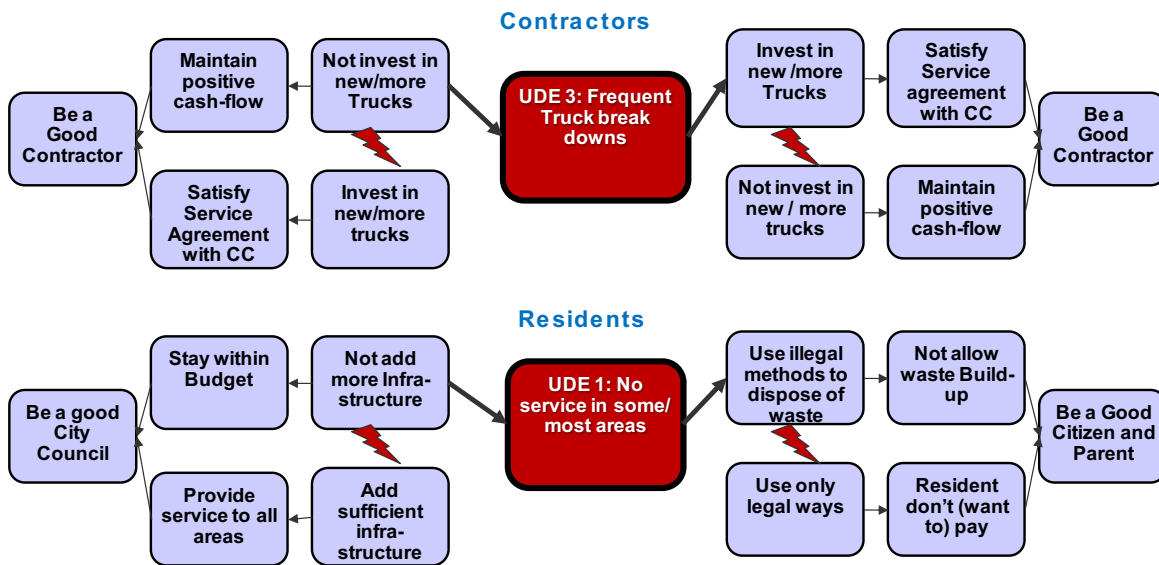 Contractors
Maintain
positive
cash-flow
Not invest in
new/more
Trucks
Be a
Good
Contractor
Satisfy
Service
Agreement
with CC
Invest in
new/more
trucks
UDE 3: Frequent
Truck break
downs
Invest in
new /more
Trucks
Satisfy
Service
agreement
with CC
Be a
Good
Contractor
Not invest in
new / more
trucks
Maintain
positive
cash-flow
Residents
Stay within
Budget
Not add
more Infra-
structure
Be a good
City
Council
Provide
service to all
areas
Add
sufficient
infra-
structure
UDE 1: No
service in some/
most areas
Use illegal
methods to
dispose of
waste
Not allow
waste Build-
up
Be a Good
Citizen and
Parent
Use only
legal ways
Resident
don't (want
to) pay